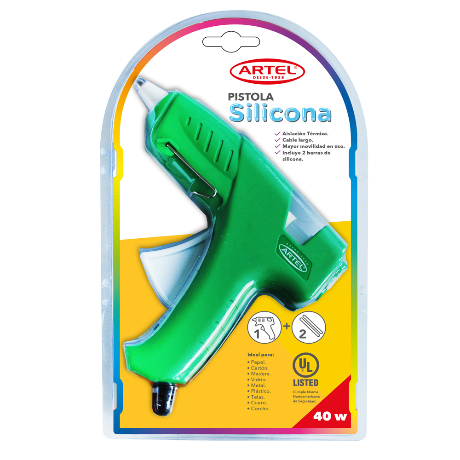 ARTEL
DESDE 1932
PISTOLA
Silicona
✓ Aislación Térmica.
✓ Cable largo.
✓ Mayor movilidad en uso.
✓ Incluye 2 barras de
silicona.
ARTEL
1 + 2
Ideal para:
• Papel.
• Cartón.
• Madera.
• Vidrio.
• Metal.
• Plástico.
• Telas.
• Cuero.
• Corcho.
UL
LISTED
40 w